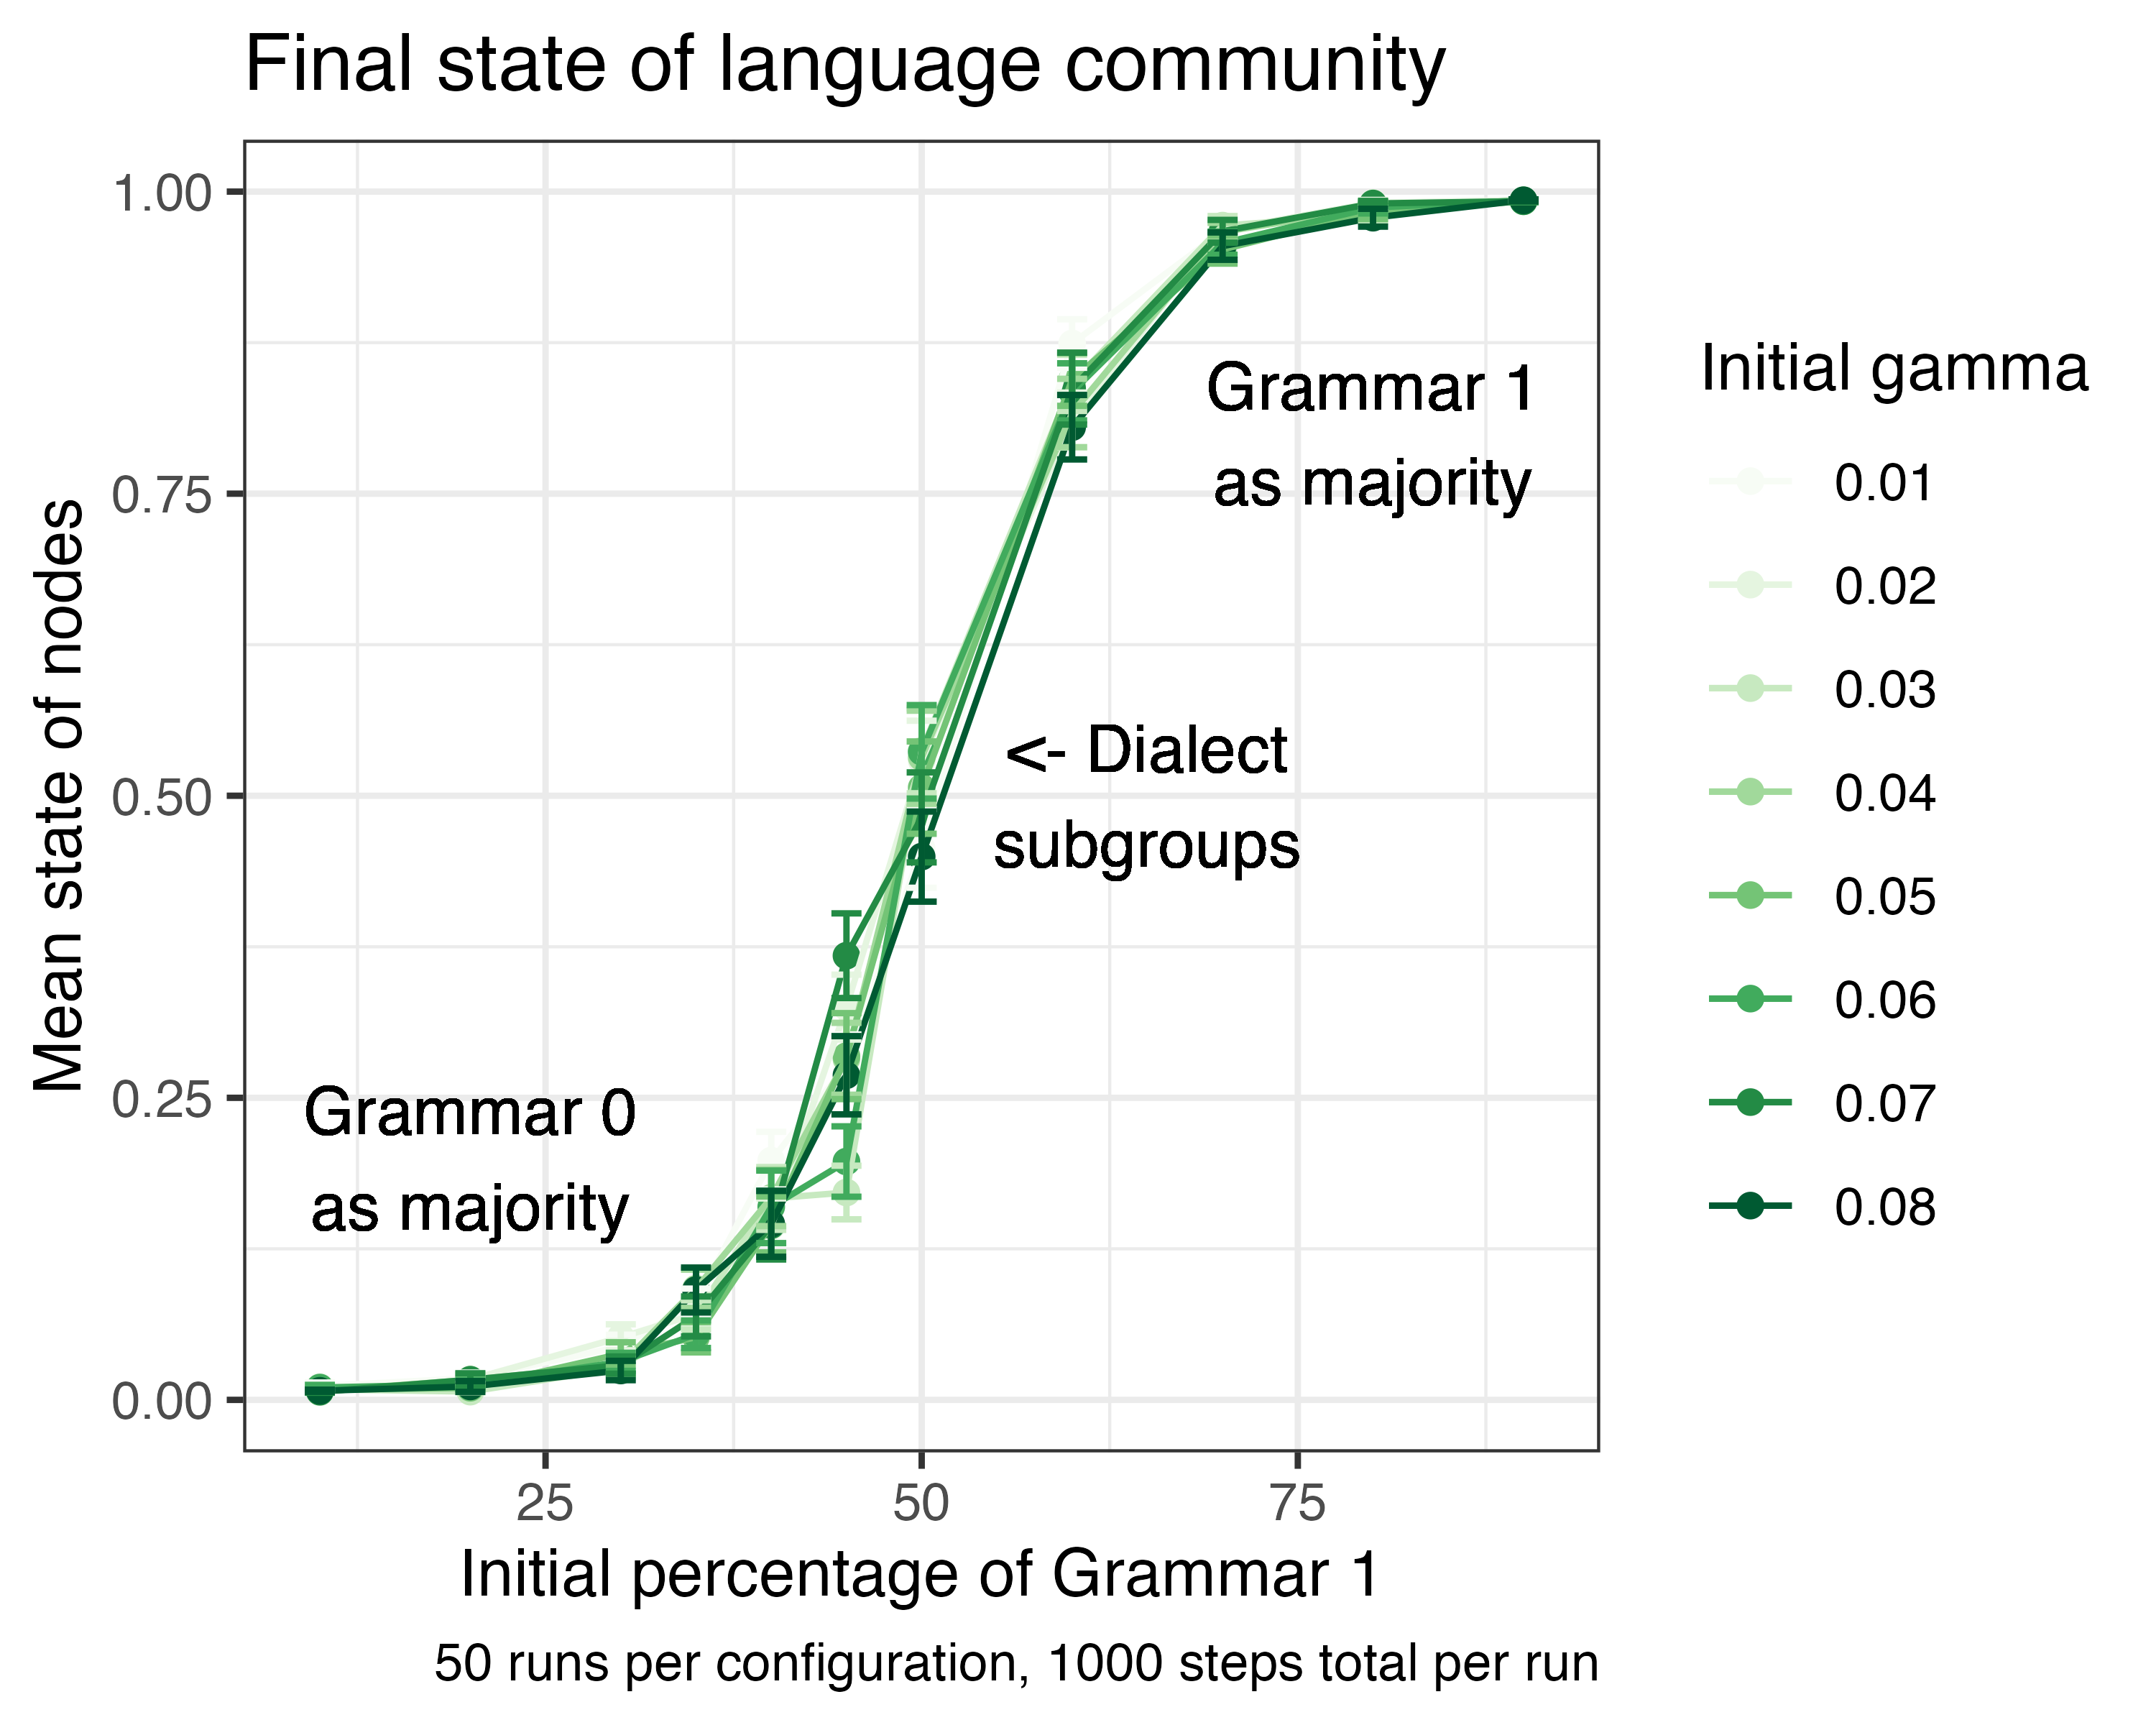 Final state of language community
Mean state of nodes
1.00
0.75
0.50
0.25
0.00
Grammar 1
as majority
<- Dialect
subgroups
Grammar 0
as majority
25
50
75
Initial percentage of Grammar 1
50 runs per configuration, 1000 steps total per run
Initial gamma
0.01
0.02
0.03
0.04
0.05
0.06
0.07
0.08